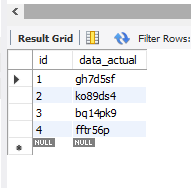 Result Grid Filter Rows:
id data_actual
1 gh7d5sf
2 ko89ds4
3 bq14pk9
4 fftr56p
NULL NULL